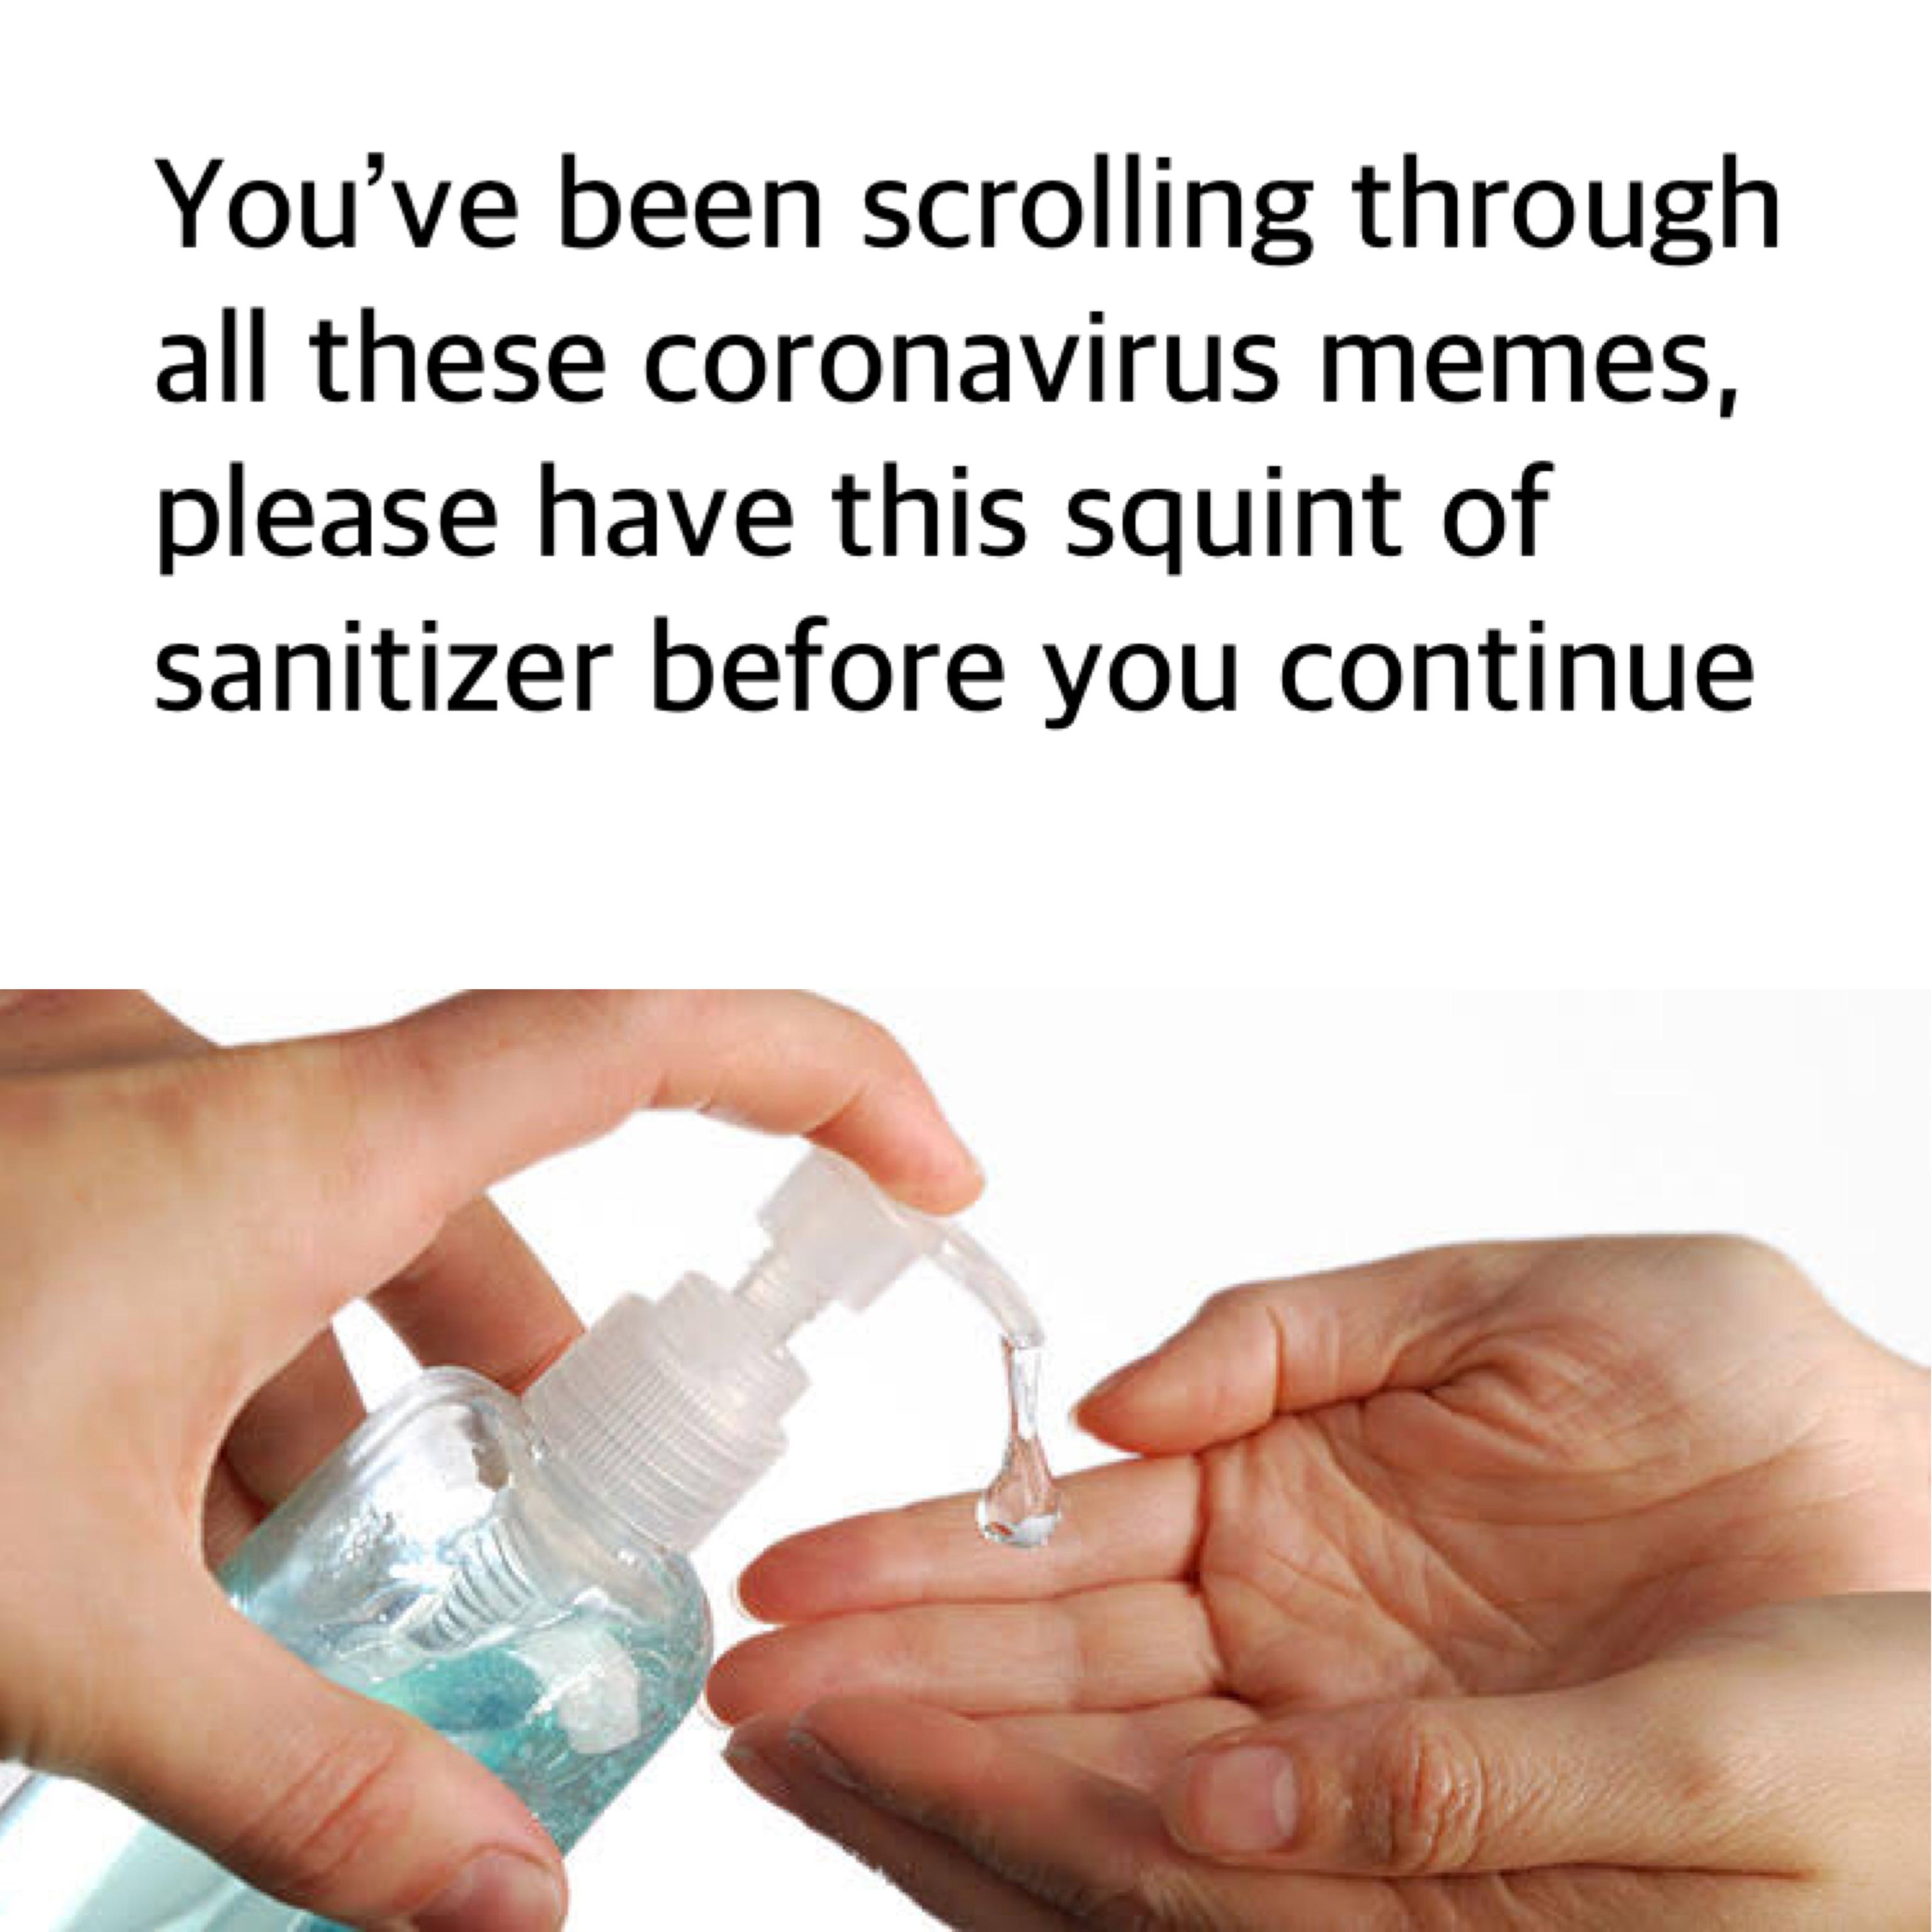 You’ve been scrolling through
all these coronavirus memes,
please have this squint of
sanitizer before you continue